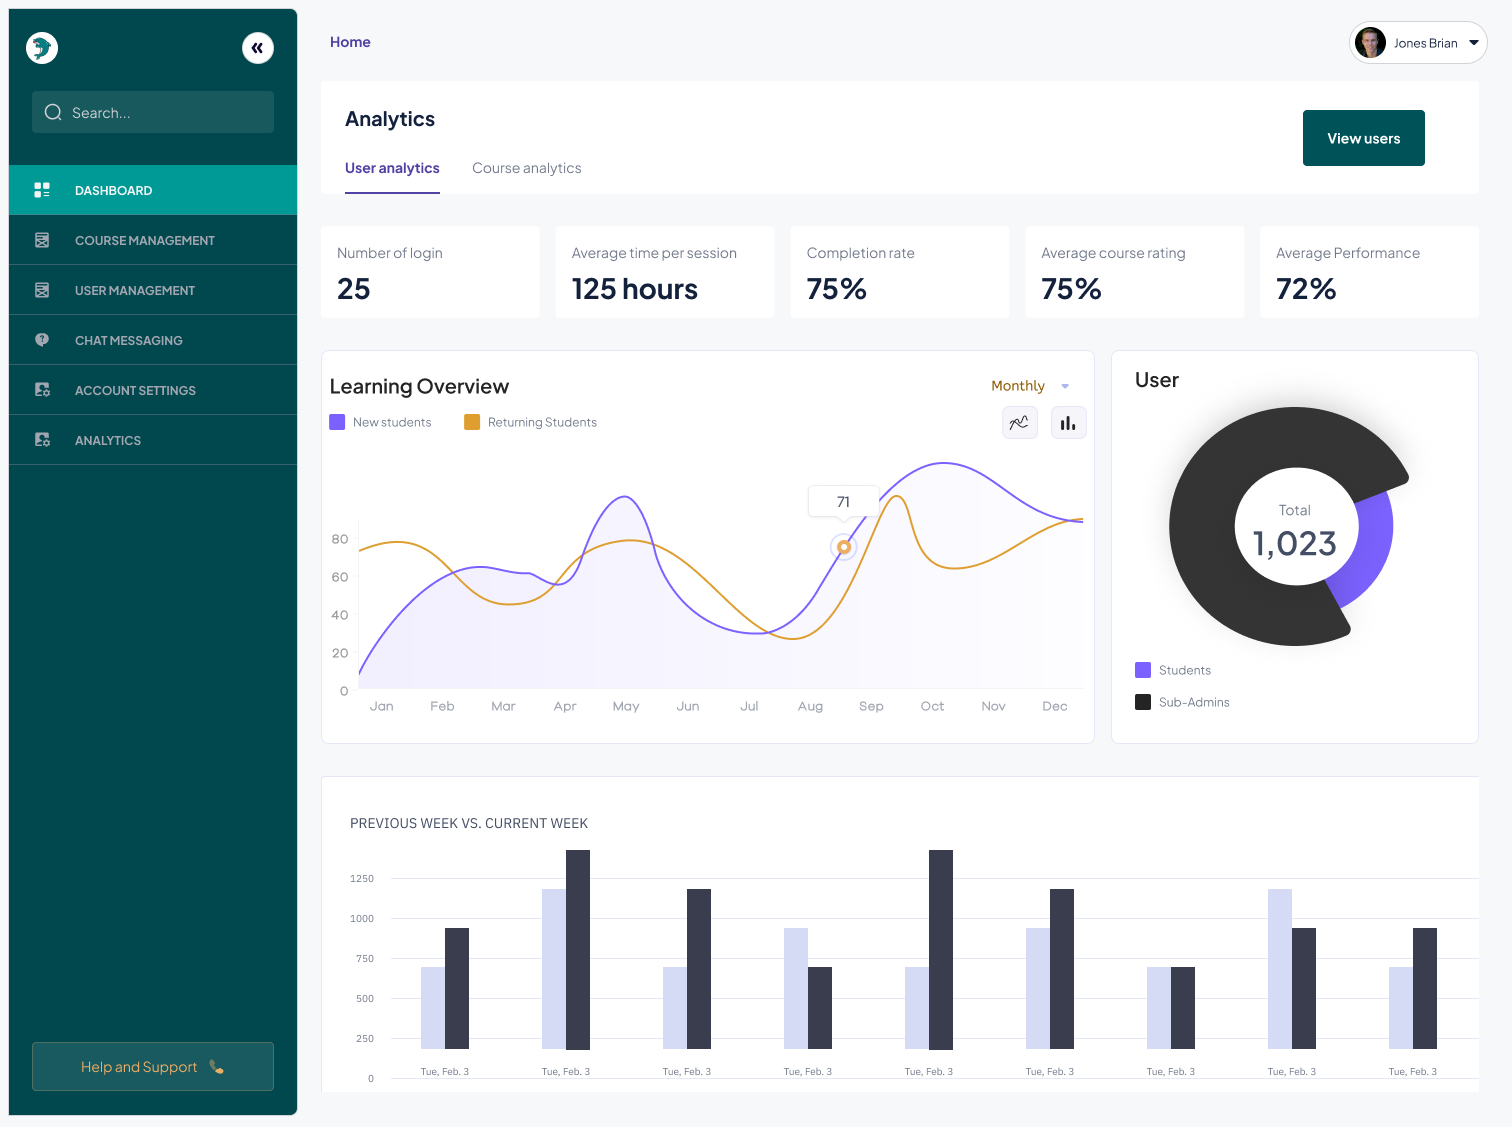 Home
Jones Brian
Search...
Analytics
View users
User analytics
Course analytics
DASHBOARD
COURSE MANAGEMENT
USER MANAGEMENT
CHAT MESSAGING
ACCOUNT SETTINGS
ANALYTICS
Help and Support
Number of login
25
Average time per session
125 hours
Completion rate
75%
Average course rating
75%
Average Performance
72%
Learning Overview
Monthly
New students
Returning Students
71
80
60
40
20
0
Jan Feb Mar Apr May Jun Jul Aug Sep Oct Nov Dec
User
Total
1,023
Students
Sub-Admins
PREVIOUS WEEK VS. CURRENT WEEK
1250
1000
750
500
250
0
Tue, Feb. 3 Tue, Feb. 3 Tue, Feb. 3 Tue, Feb. 3 Tue, Feb. 3 Tue, Feb. 3 Tue, Feb. 3 Tue, Feb. 3 Tue, Feb. 3